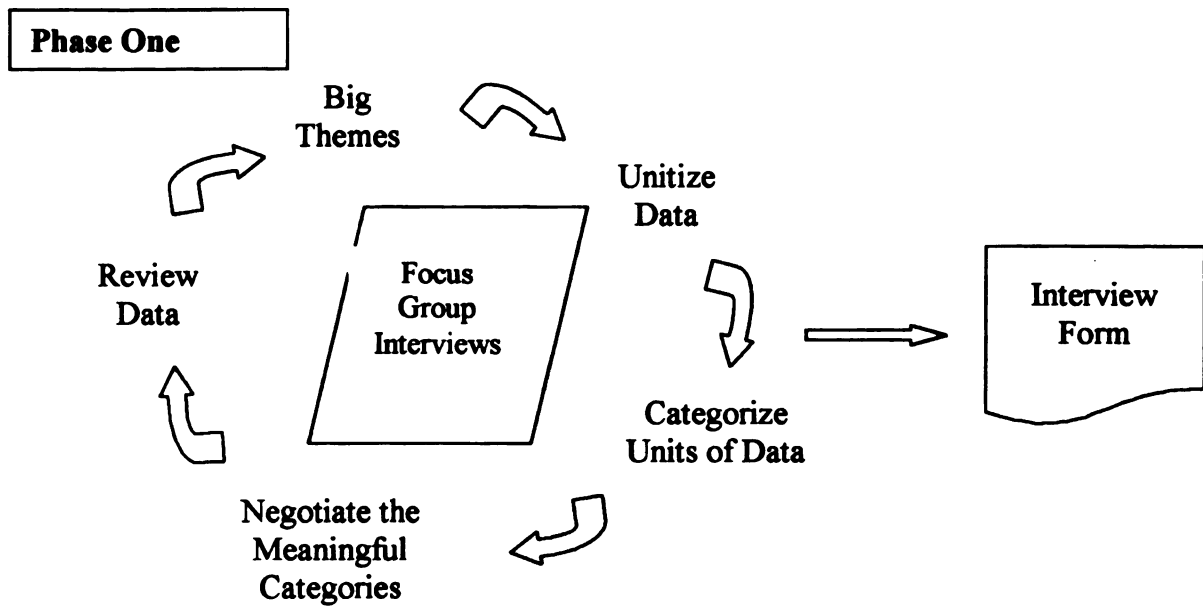 Phase One
Big
Themes
Unitize
Data
Review
Data
Focus
Group
Interviews
Interview
Form
Categorize
Units of Data
Negotiate the
Meaningful
Categories